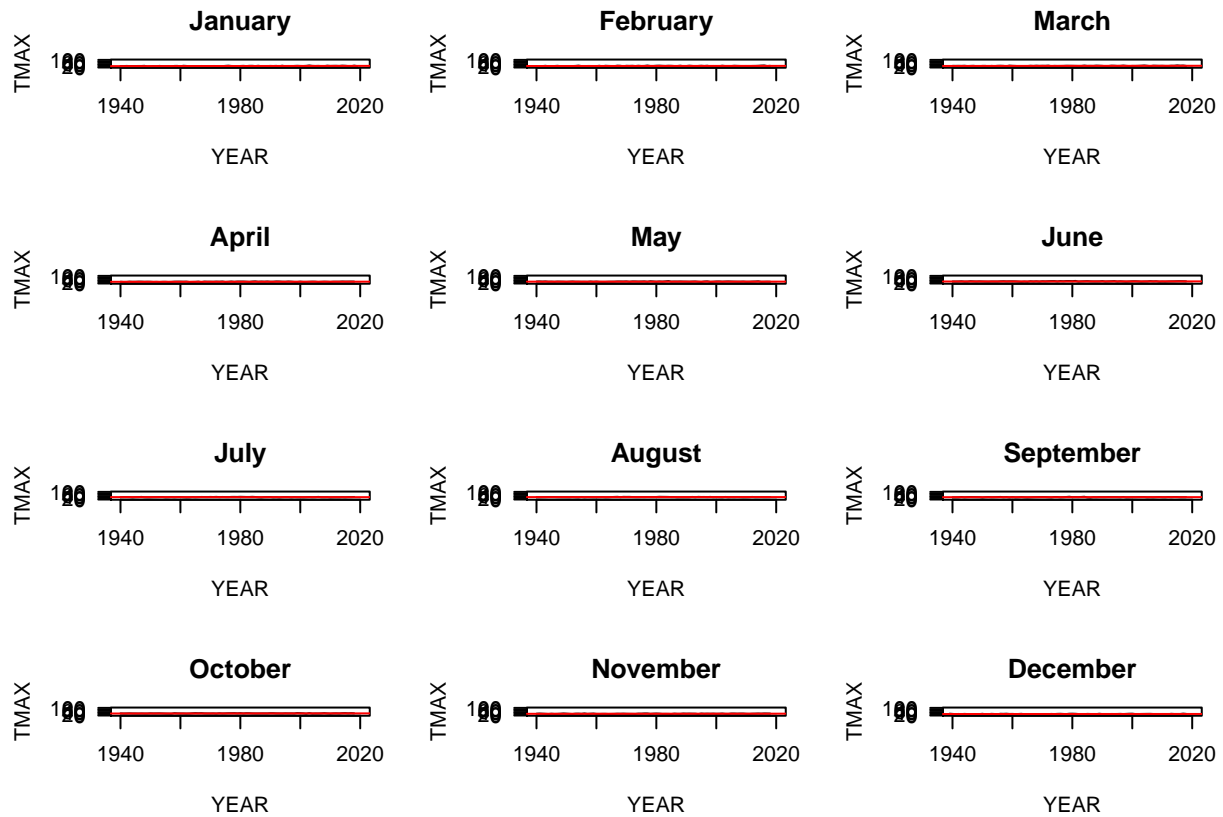 January February March
TMAX TMAX TMAX
1940 1980 2020 1940 1980 2020 1940 1980 2020
YEAR YEAR YEAR
April May June
TMAX TMAX TMAX
1940 1980 2020 1940 1980 2020 1940 1980 2020
YEAR YEAR YEAR
July August September
TMAX TMAX TMAX
1940 1980 2020 1940 1980 2020 1940 1980 2020
YEAR YEAR YEAR
October November December
TMAX TMAX TMAX
1940 1980 2020 1940 1980 2020 1940 1980 2020
YEAR YEAR YEAR